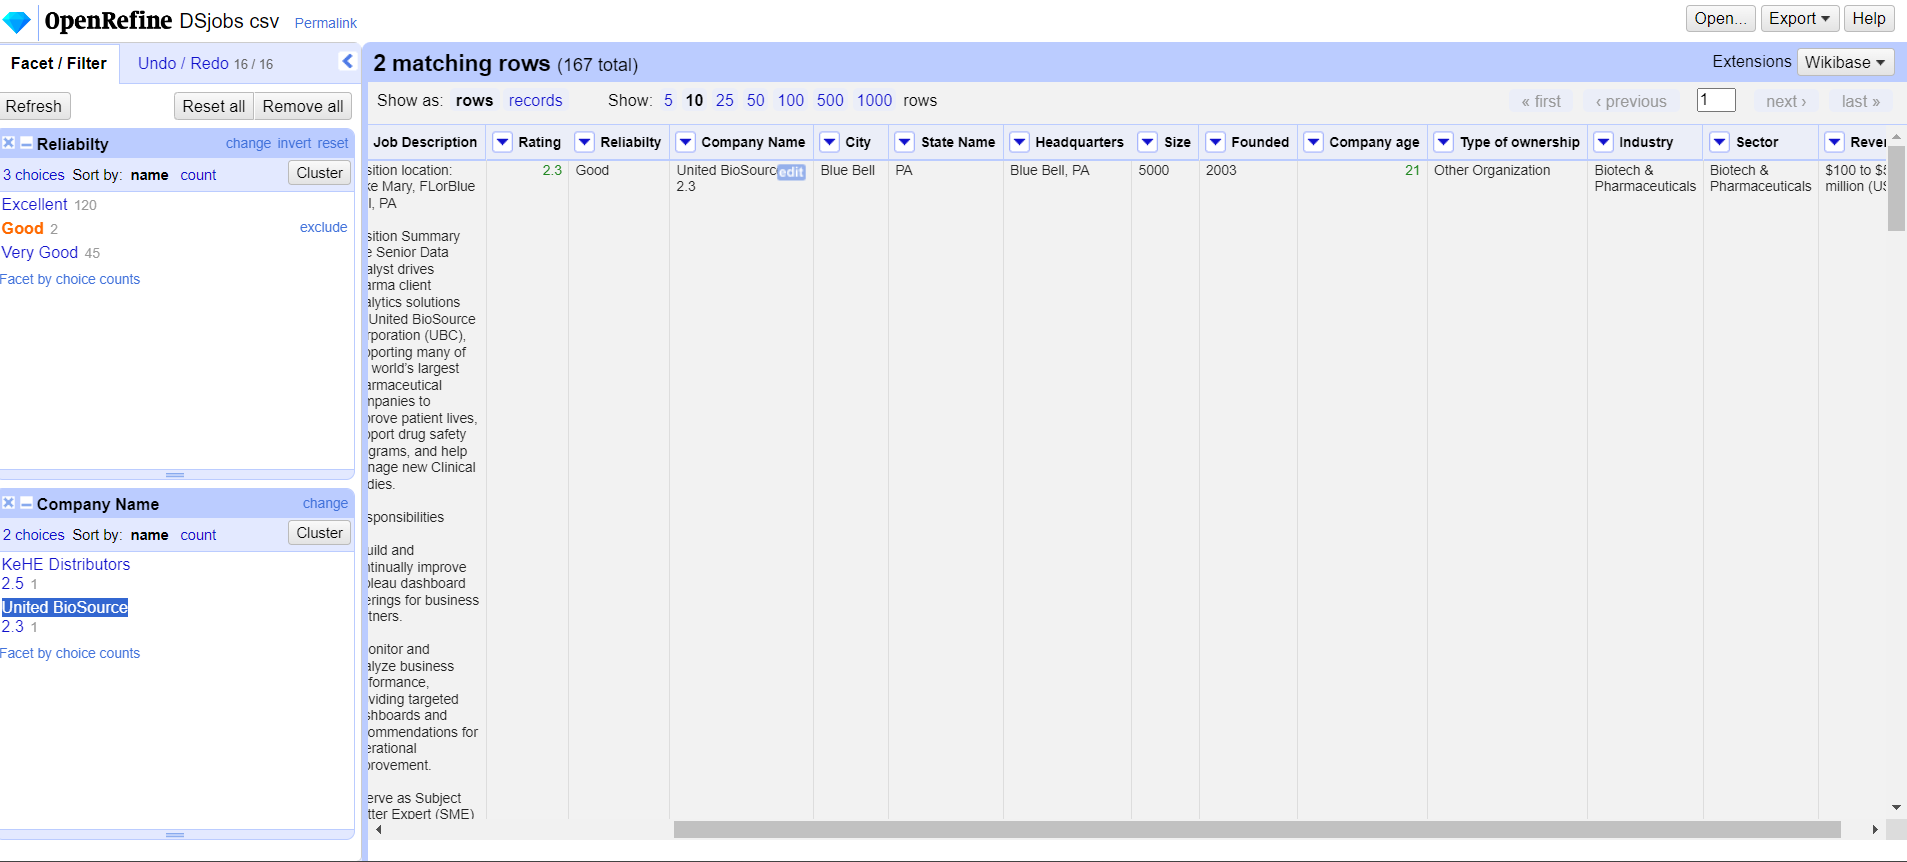 OpenRefine DSjobs csv Permalink
Open... Export Help
Facet / Filter Undo / Redo 16 / 16
Refresh Reset all Remove all
Reliabilty change invert reset
3 choices Sort by: name count Cluster
Excellent 120
Good 2 exclude
Very Good 45
Facet by choice counts
Company Name change
2 choices Sort by: name count Cluster
KeHE Distributors
2.5 1
United BioSource
2.3 1
Facet by choice counts
2 matching rows (167 total)
Extensions Wikibase
Show as: rows records Show: 5 10 25 50 100 500 1000 rows
« first ‹ previous 1 next › last »
Job Description Rating Reliabilty Company Name City State Name Headquarters Size Founded Company age Type of ownership Industry Sector Rever
sition location:
ke Mary, FLorBlue
l, PA
sition Summary
e Senior Data
alyst drives
arma client
alytics solutions
United BioSource
rporation (UBC),
pporting many of
world's largest
armaceutical
mpanies to
prove patient lives,
pport drug safety
grams, and help
nage new Clinical
dies.
sponsibilities
uild and
ntinually improve
bleau dashboard
erings for business
tners.
onitor and
alyze business
formance,
viding targeted
shboards and
commendations for
erational
provement.
erve as Subject
tter Expert (SME)
2.3
Good
United BioSourc edit
2.3
Blue Bell
PA
Blue Bell, PA
5000
2003
21
Other Organization
Biotech &
Pharmaceuticals
Biotech &
Pharmaceuticals
$100 to $5
million (US